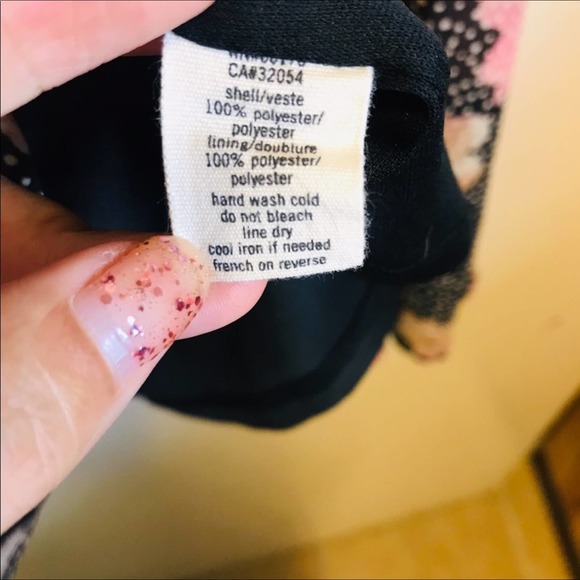 CA#32054
shell/veste
100% polyester/
polyester
lining/doublure
100% polyester/
polyester
hand wash cold
do not bleach
line dry
cool iron if needed
french on reverse